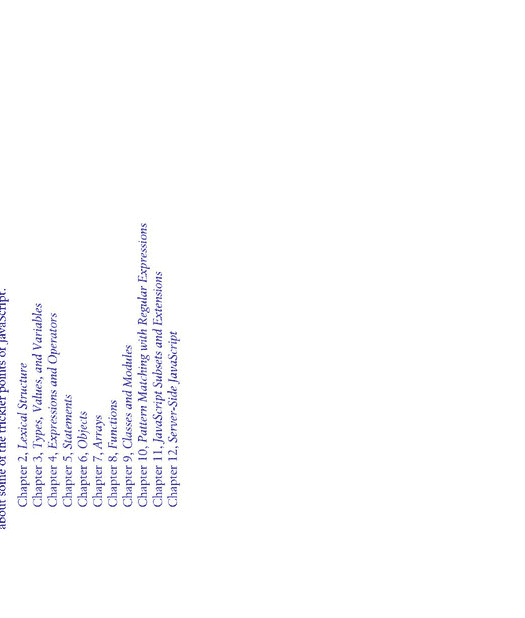 about some of the trickier points of JavaScript.
Chapter 2, Lexical Structure
Chapter 3, Types, Values, and Variables
Chapter 4, Expressions and Operators
Chapter 5, Statements
Chapter 6, Objects
Chapter 7, Arrays
Chapter 8, Functions
Chapter 9, Classes and Modules
Chapter 10, Pattern Matching with Regular Expressions
Chapter 11, JavaScript Subsets and Extensions
Chapter 12, Server-Side JavaScript